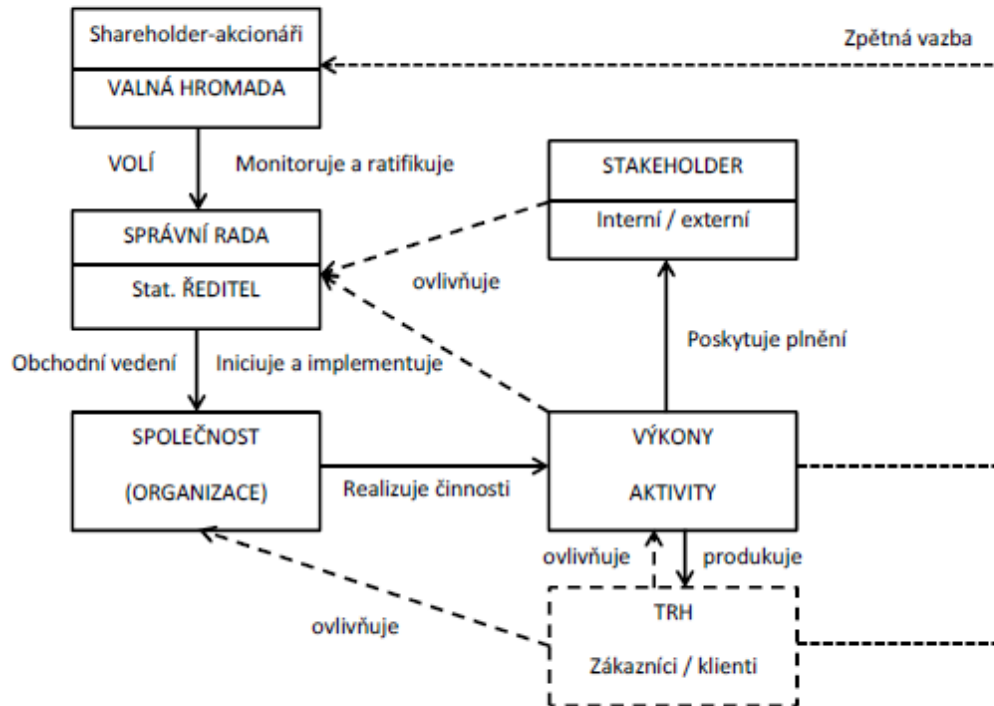 Shareholder-akcionáři
Zpětná vazba
VALNÁ HROMADA
VOLÍ
Monitoruje a ratifikuje
STAKEHOLDER
Interní / externí
SPRÁVNÍ RADA
Stat. ŘEDITEL
ovlivňuje
Poskytuje plnění
Obchodní vedení
Iniciuje a implementuje
SPOLEČNOST
(ORGANIZACE)
Realizuje činnosti
VÝKONY
AKTIVITY
ovlivňuje
produkuje
ovlivňuje
TRH
Zákazníci / klienti